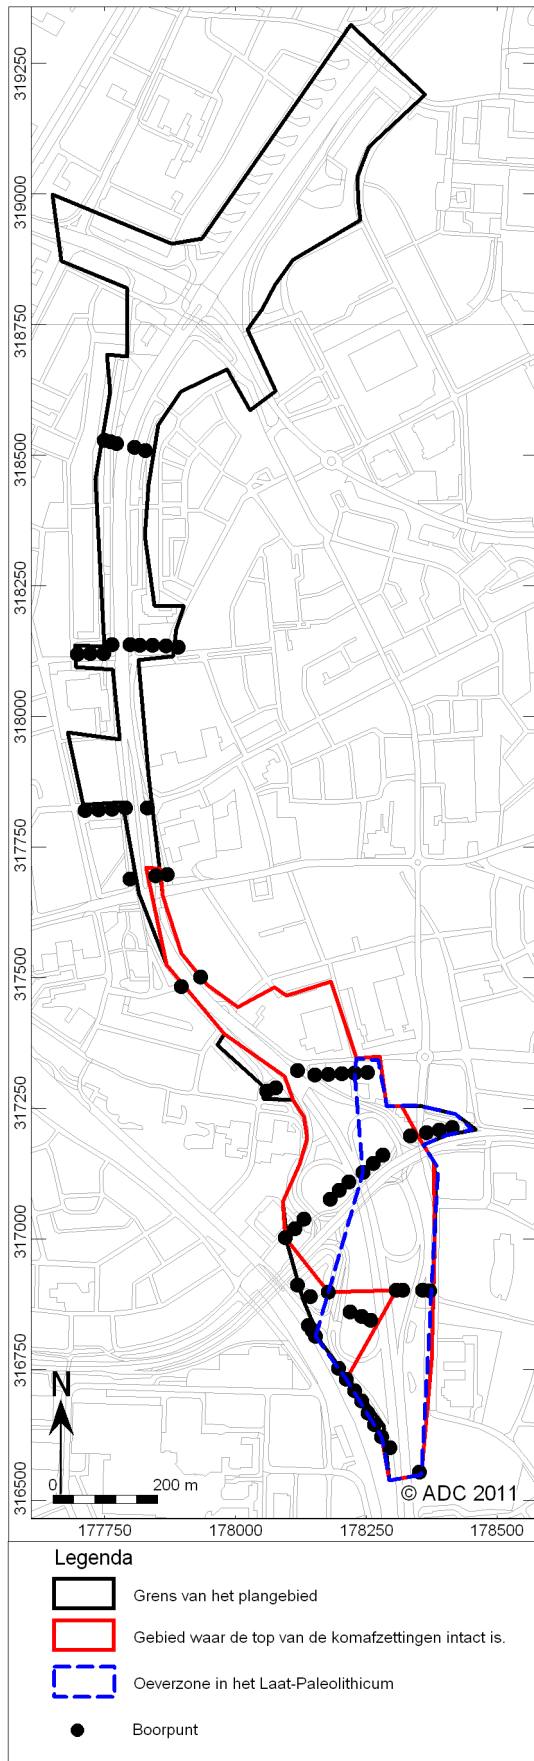 319250
319000
318750
318500
318250
318000
317750
317500
317250
317000
316750
316500
N
0 200 m
© ADC 2011
177750 178000 178250 178500
Legenda
Grens van het plangebied
Gebied waar de top van de komafzettingen intact is.
Oeverzone in het Laat-Paleolithicum
Boorpunt